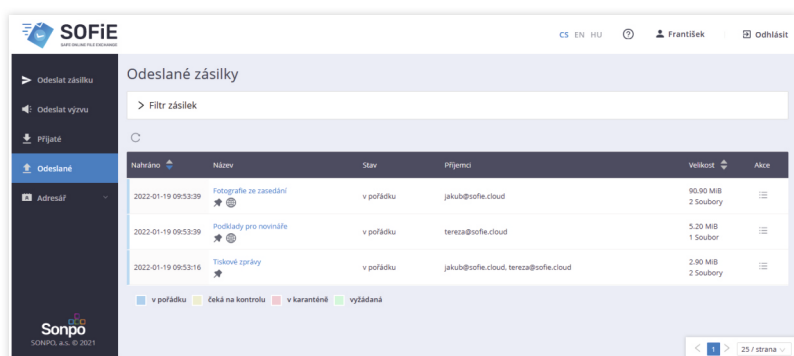 SOFiE
SAFE ONLINE FILE EXCHANGE
CS EN HU
František
Odhlásit
Odeslat zásilku
Odeslat výzvu
Přijaté
Odeslané
Adresář
Odeslané zásilky
Filtr zásilek
Nahráno Název Stav Příjemci Velikost Akce
2022-01-19 09:53:39 Fotografie ze zasedání v pořádku jakub@sofie.cloud 90.90 MiB
2 Soubory
2022-01-19 09:53:39 Podklady pro novináře v pořádku tereza@sofie.cloud 5.20 MiB
1 Soubor
2022-01-19 09:53:16 Tiskové zprávy v pořádku jakub@sofie.cloud, tereza@sofie.cloud 2.90 MiB
2 Soubory
v pořádku čeká na kontrolu v karanténě vyžádaná
Sonpo
SONPO, a.s. © 2021
< 1 > 25 / strana